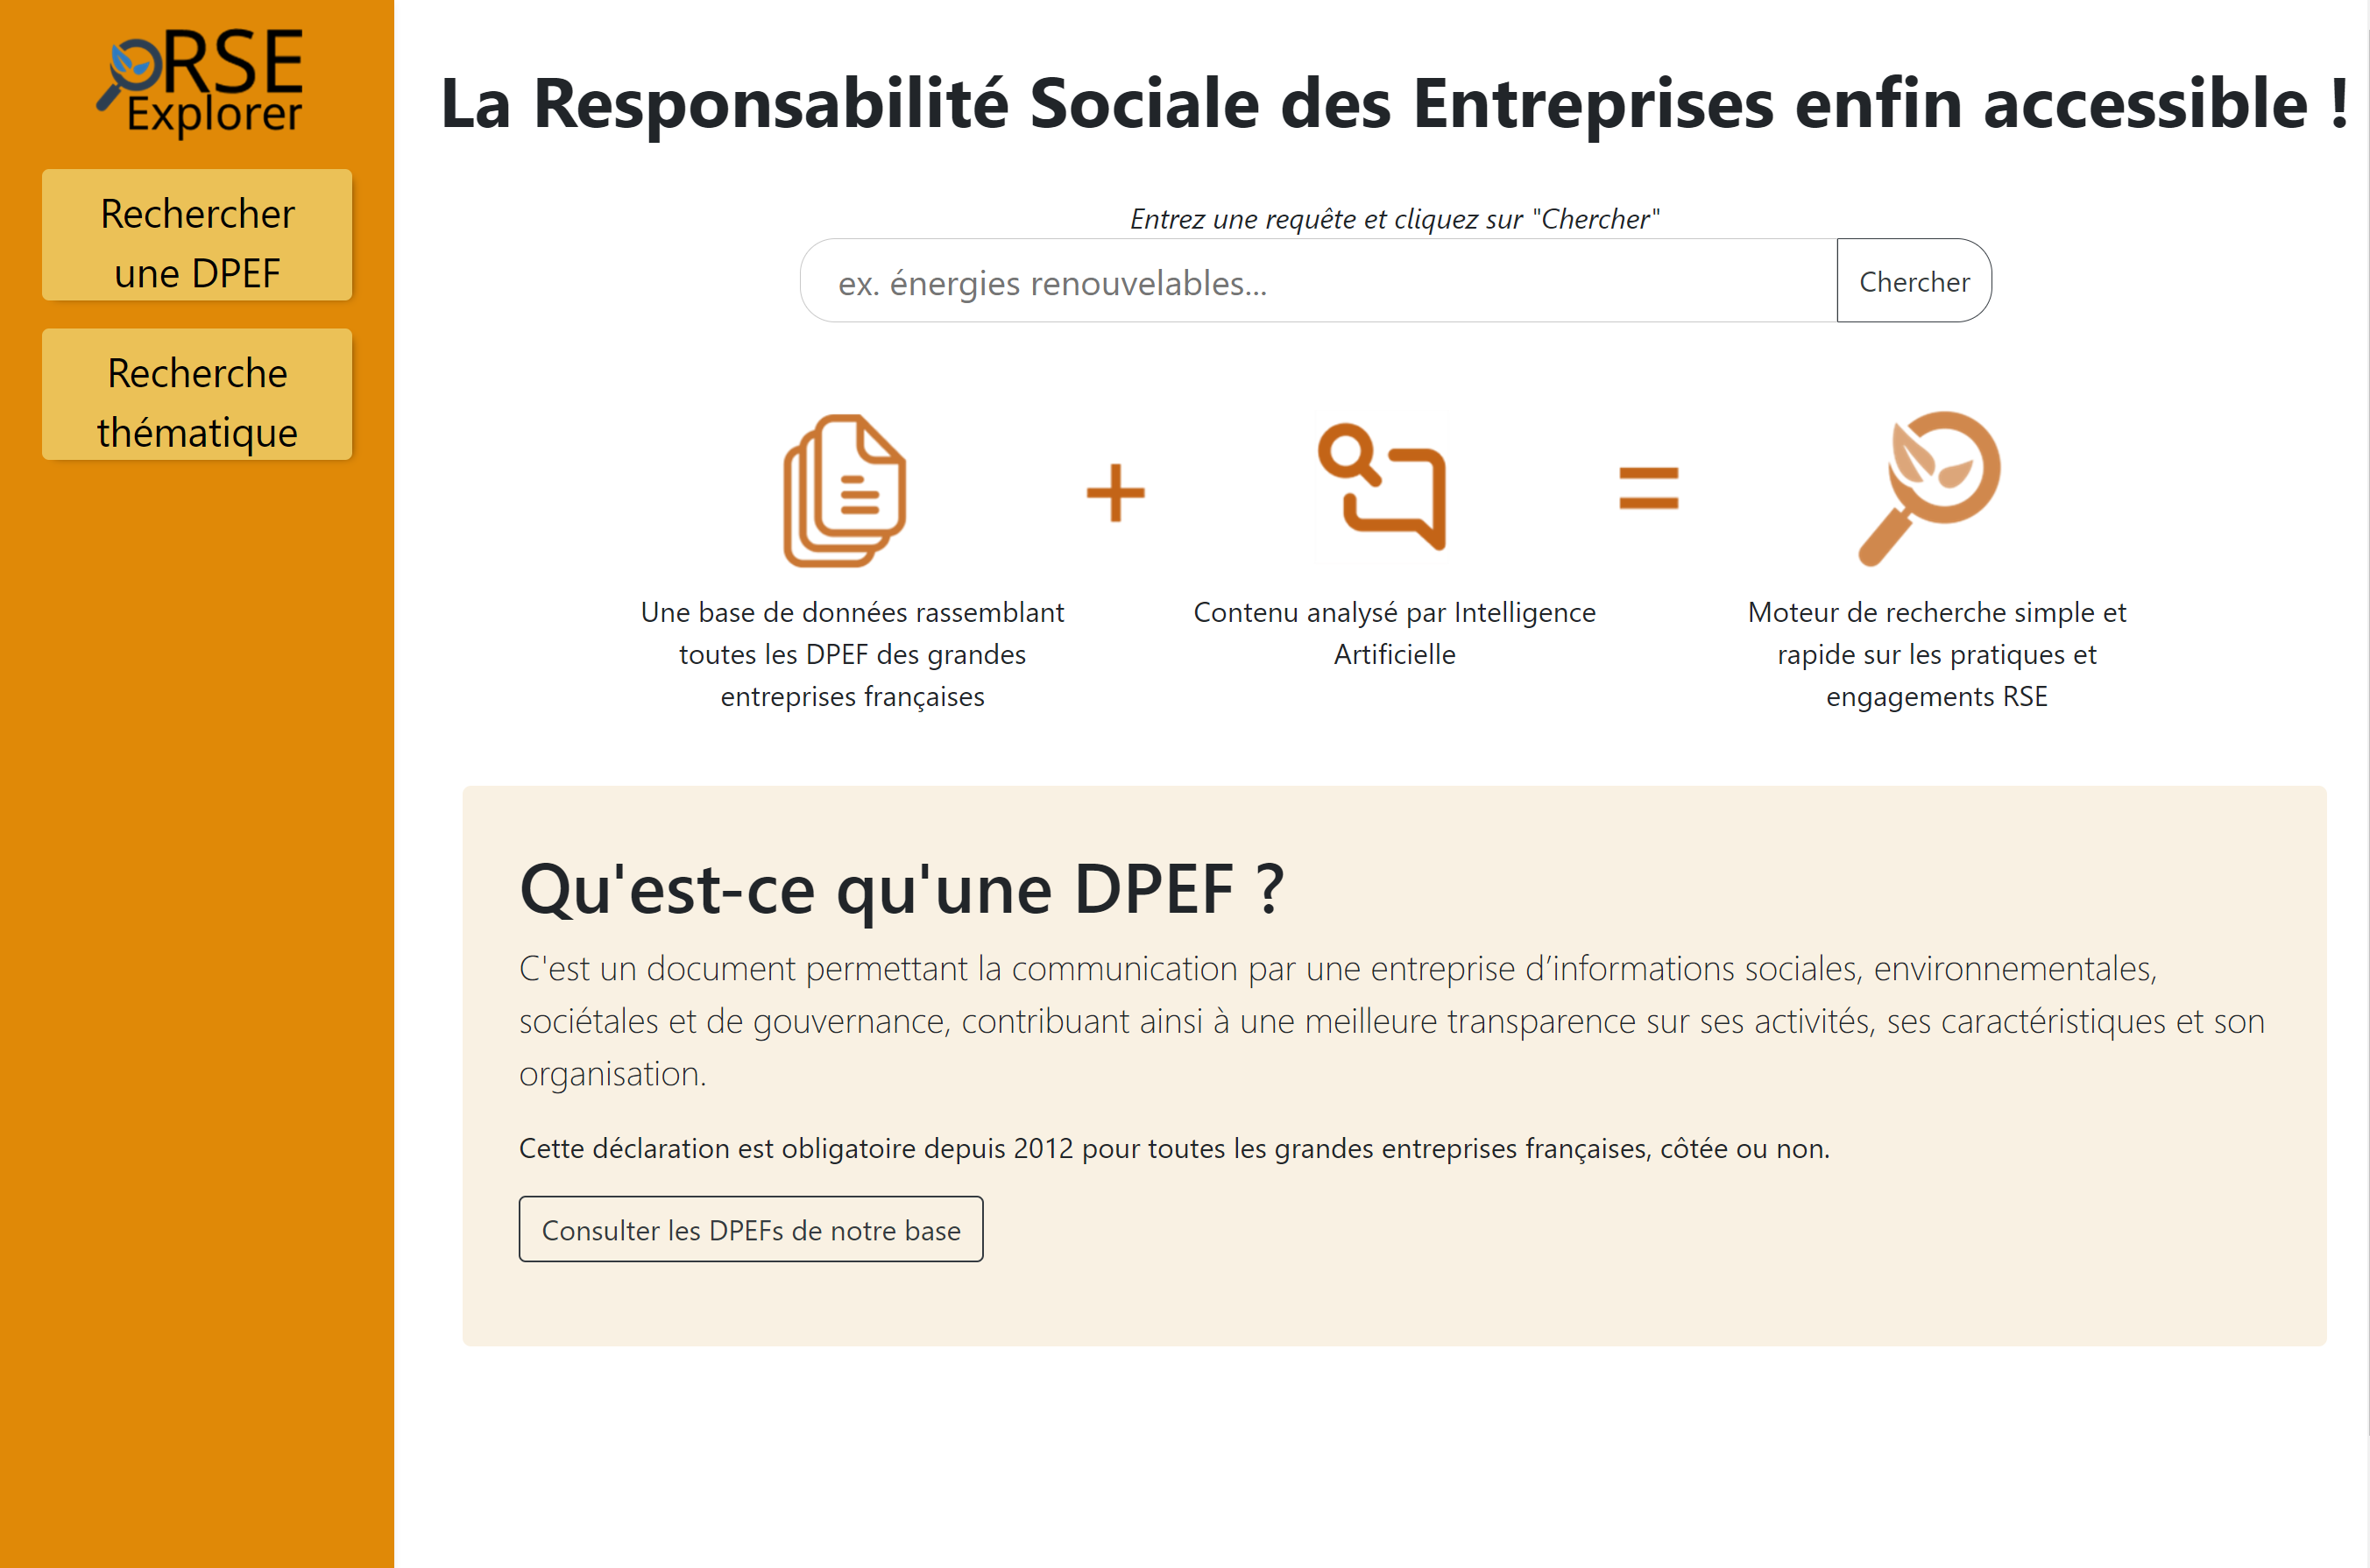 RSE
Explorer
Rechercher
une DPEF
Recherche
thématique
La Responsabilité Sociale des Entreprises enfin accessible !
Entrez une requête et cliquez sur "Chercher"
ex. énergies renouvelables...
Chercher
+
=
Une base de données rassemblant
toutes les DPEF des grandes
entreprises françaises
Contenu analysé par Intelligence
Artificielle
Moteur de recherche simple et
rapide sur les pratiques et
engagements RSE
Qu'est-ce qu'une DPEF ?
C'est un document permettant la communication par une entreprise d’informations sociales, environnementales,
sociétales et de gouvernance, contribuant ainsi à une meilleure transparence sur ses activités, ses caractéristiques et son
organisation.
Cette déclaration est obligatoire depuis 2012 pour toutes les grandes entreprises françaises, côtée ou non.
Consulter les DPEFs de notre base